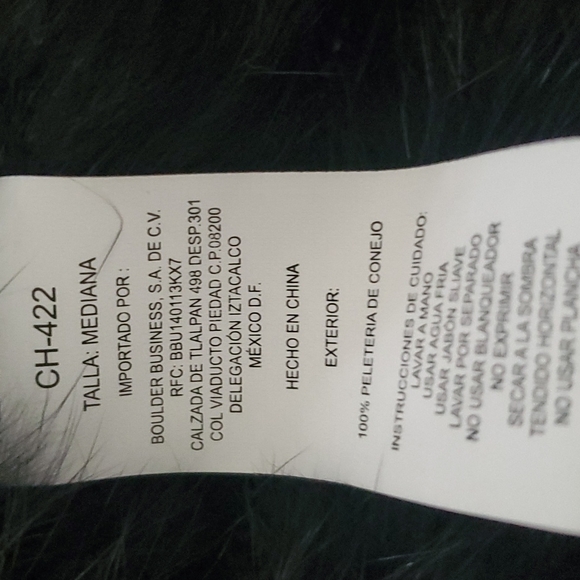 CH-422
TALLA: MEDIANA
IMPORTADO POR:
BOULDER BUSINESS, S.A. DE C.V.
RFC: BBU140113KX7
CALZADA DE TLALPAN 498 DESP.301
COL VIADUCTO PIEDAD C.P.08200
DELEGACIÓN IZTACALCO
MÉXICO D.F.
HECHO EN CHINA
EXTERIOR:
100% PELETERIA DE CONEJO
INSTRUCCIONES DE CUIDADO:
LAVAR A MANO
USAR AGUA FRIA
USAR JABÓN SUAVE
LAVAR POR SEPARADO
NO USAR BLANQUEADOR
NO EXPRIMIR
SECAR A LA SOMBRA
TENDIDO HORIZONTAL
NO USAR PLANCHA